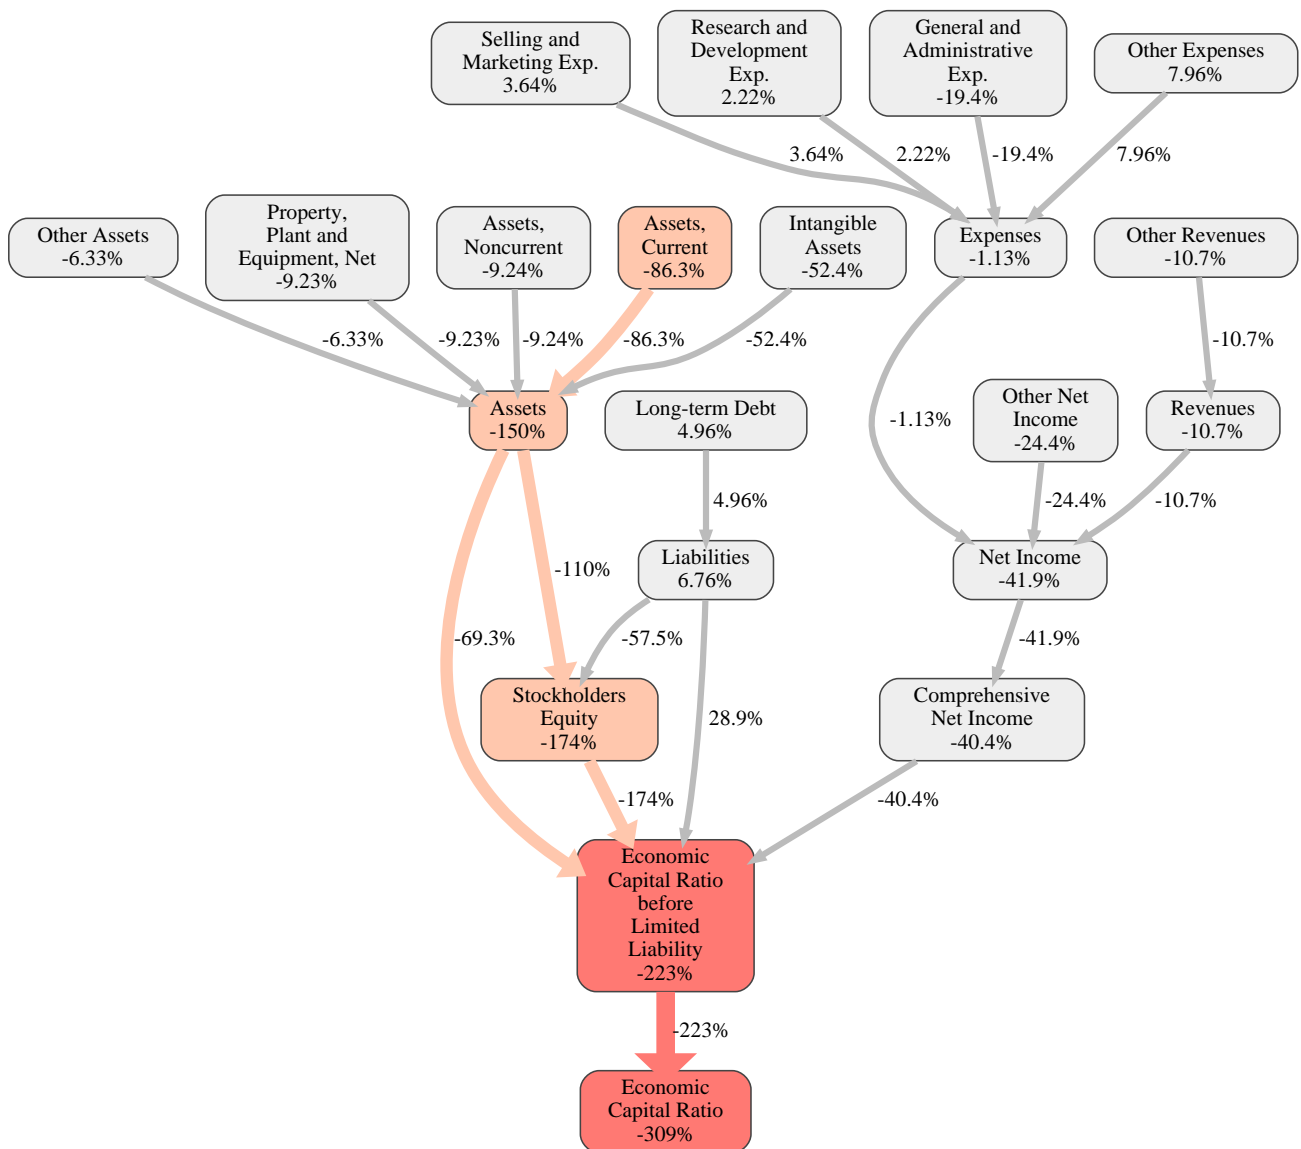 Selling and
Marketing Exp.
3.64%
Research and
Development
Exp.
2.22%
General and
Administrative
Exp.
-19.4%
Other Expenses
7.96%
3.64%
2.22%
-19.4%
7.96%
Other Assets
-6.33%
Property,
Plant and
Equipment, Net
-9.23%
Assets,
Noncurrent
-9.24%
Assets,
Current
-86.3%
Intangible
Assets
-52.4%
Expenses
-1.13%
Other Revenues
-10.7%
-6.33%
-9.23%
-9.24%
-86.3%
-52.4%
-10.7%
Assets
-150%
Long-term Debt
4.96%
-1.13%
Other Net
Income
-24.4%
Revenues
-10.7%
4.96%
-24.4%
-10.7%
-110%
Liabilities
6.76%
Net Income
-41.9%
-69.3%
-57.5%
-41.9%
Stockholders
Equity
-174%
28.9%
Comprehensive
Net Income
-40.4%
-174%
-40.4%
Economic
Capital Ratio
before
Limited
Liability
-223%
-223%
Economic
Capital Ratio
-309%